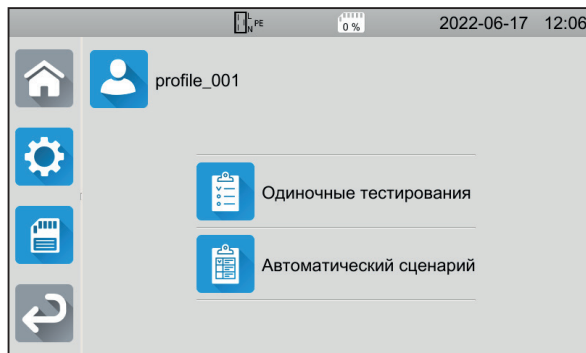 L
N PE
0 %
2022-06-17 12:06
profile_001
Одиночные тестирования
Автоматический сценарий